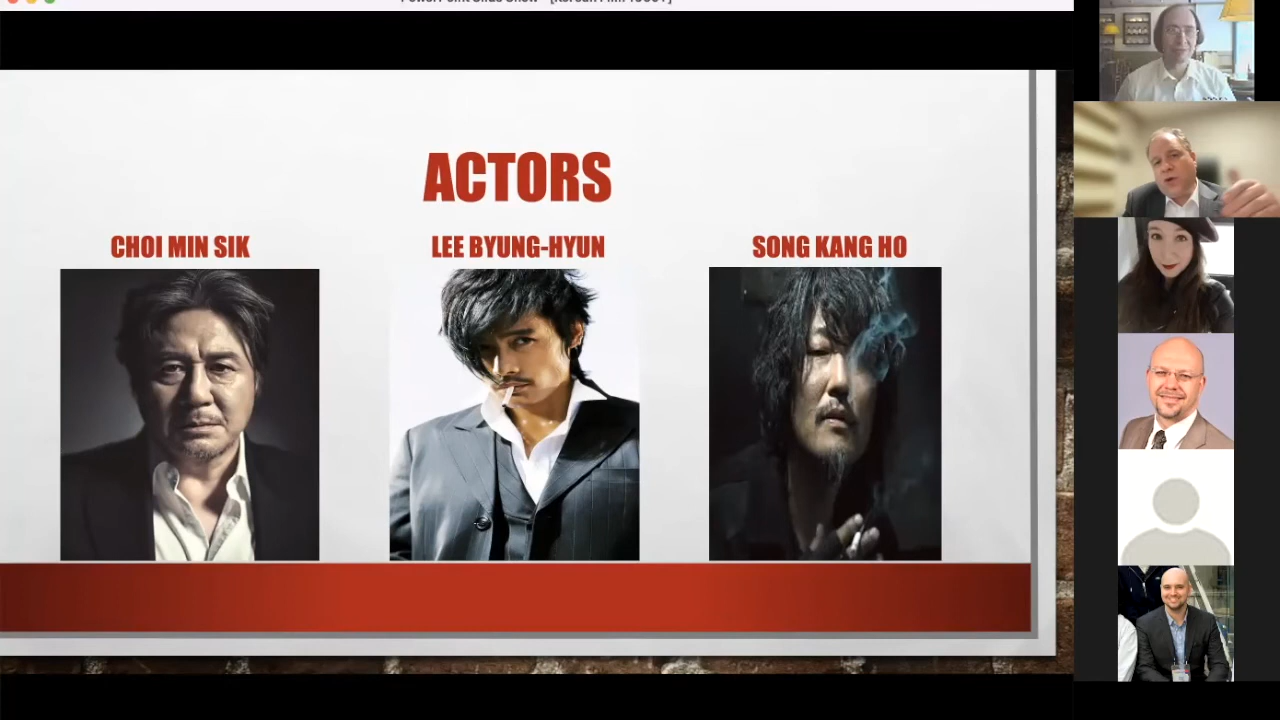 ACTORS
CHOI MIN SIK
LEE BYUNG-HYUN
SONG KANG HO